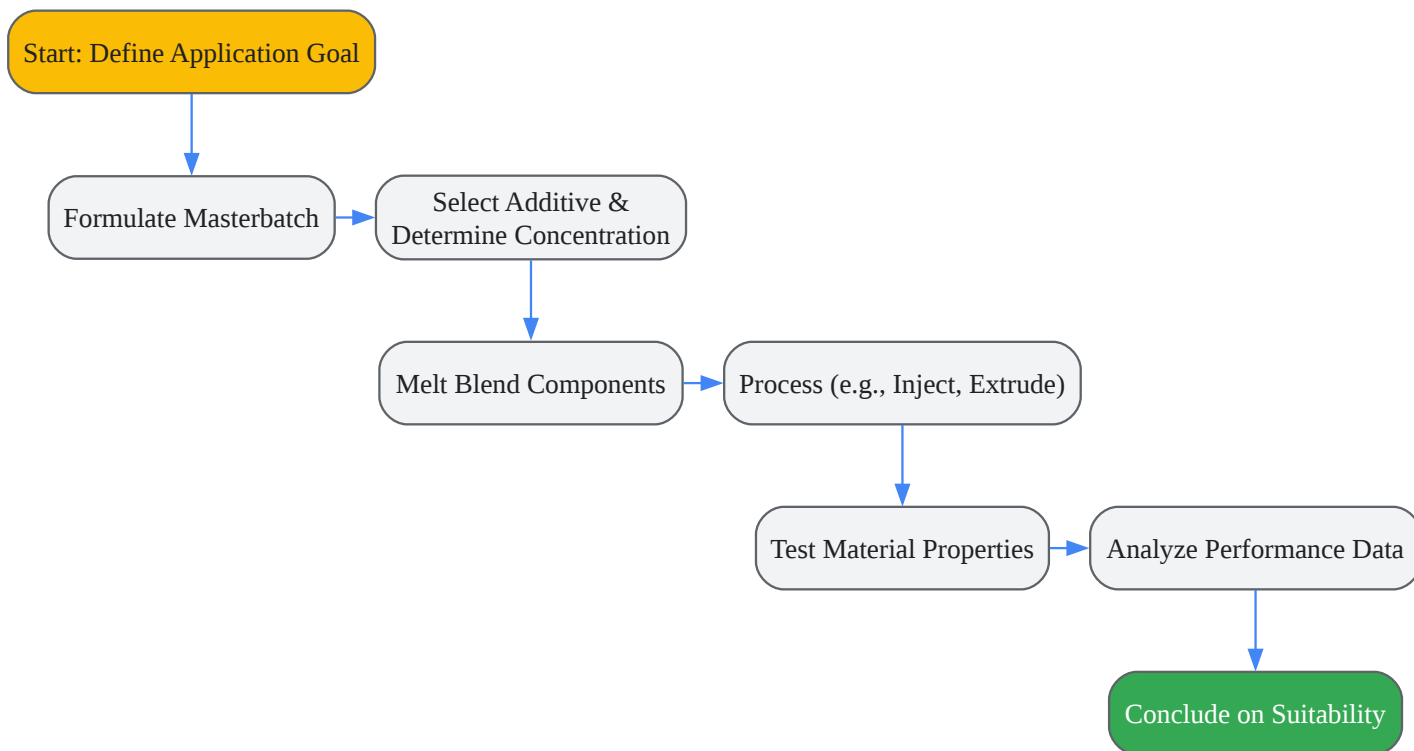 Start: Define Application Goal
Formulate Masterbatch
Select Additive &
Determine Concentration
Melt Blend Components
Process (e.g., Inject, Extrude)
Test Material Properties
Analyze Performance Data
Conclude on Suitability